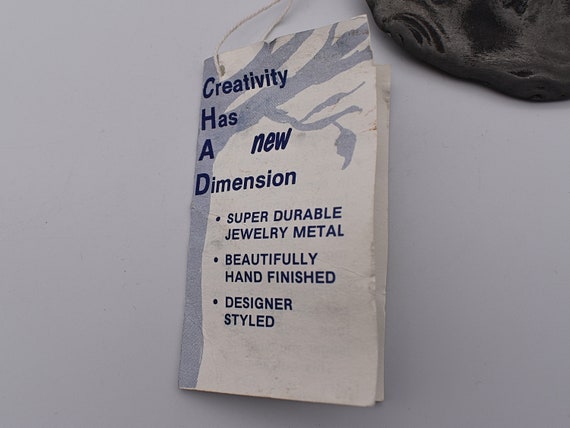 Creativity
Has
A new
Dimension
• SUPER DURABLE
JEWELRY METAL
• BEAUTIFULLY
HAND FINISHED
• DESIGNER
STYLED